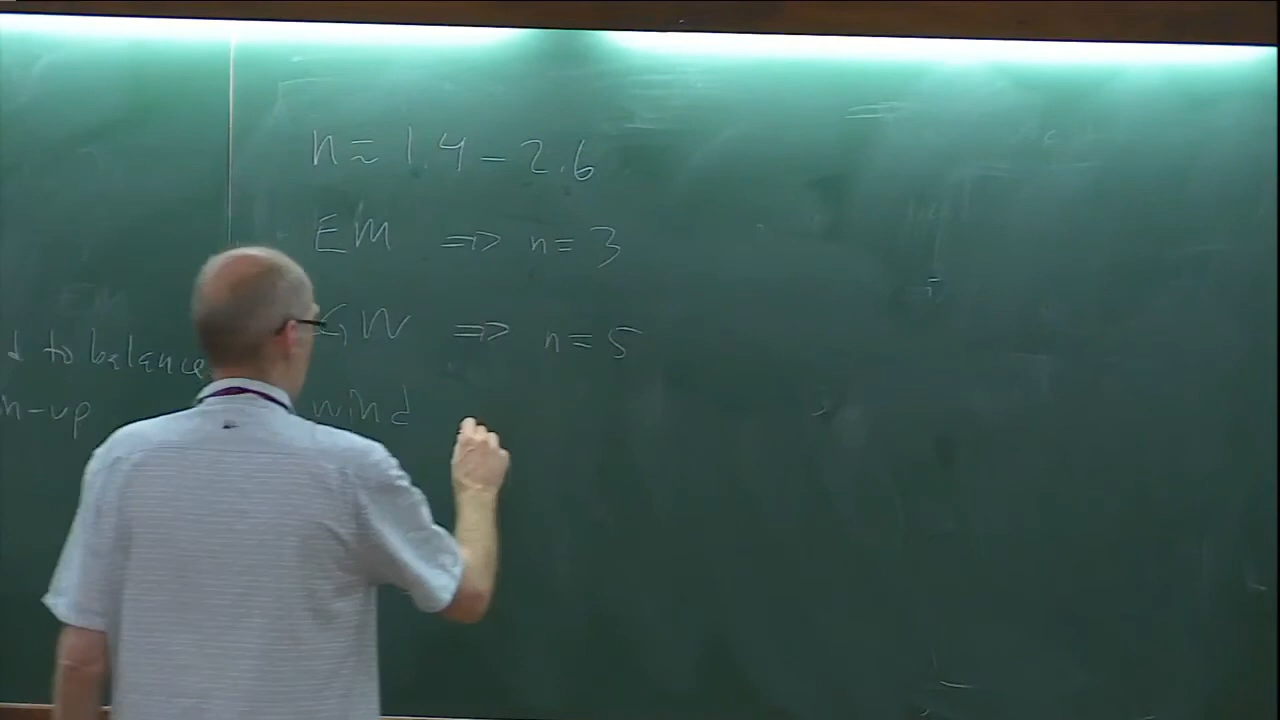 n ≈ 1.4 – 2.6
EM ⇒ n = 3
GW ⇒ n = 5
wind
to balance
n-up